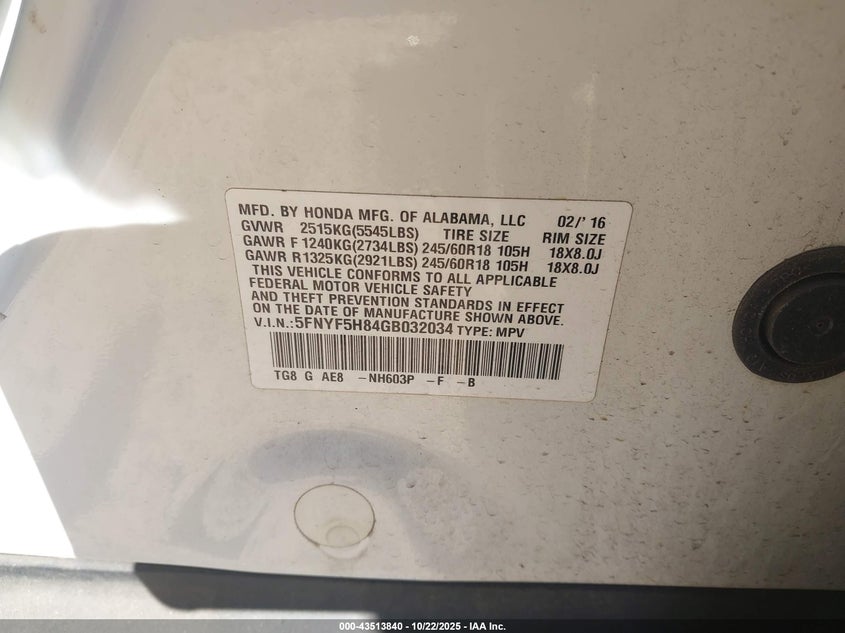 MFD. BY HONDA MFG. OF ALABAMA, LLC 02/' 16
GVWR 2515KG(5545LBS) TIRE SIZE RIM SIZE
GAWR F 1240KG(2734LBS) 245/60R18 105H 18X8.0J
GAWR R1325KG(2921LBS) 245/60R18 105H 18X8.0J
THIS VEHICLE CONFORMS TO ALL APPLICABLE
FEDERAL MOTOR VEHICLE SAFETY
AND THEFT PREVENTION STANDARDS IN EFFECT
ON THE DATE OF MANUFACTURE SHOWN ABOVE.
V.I.N.:5FNYF5H84GB032034 TYPE: MPV
TG8 G AE8 -NH603P -F -B
000-43513840 - 10/22/2025 - IAA Inc.